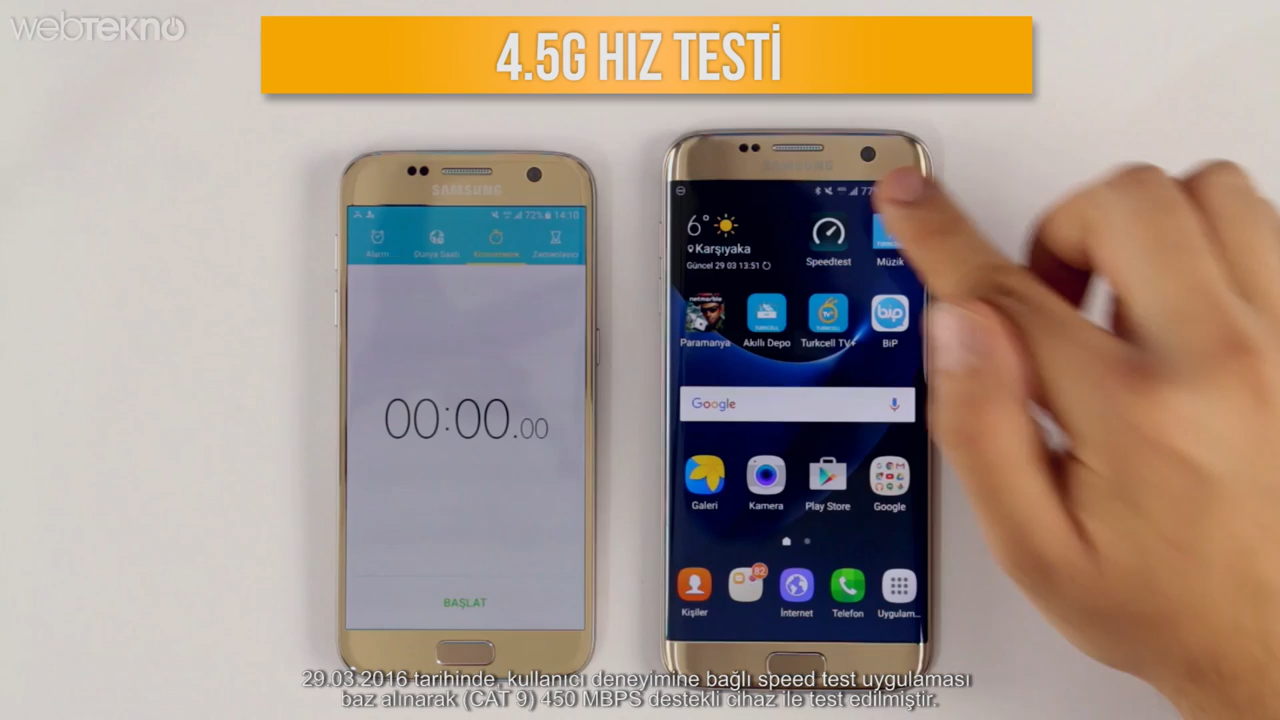 webTEKNO
4.5G HIZ TESTİ
SAMSUNG
72% 14:10
Alarm Dünya Saati Kronometre Zamanlayıcı
00:00.00
BAŞLAT
SAMSUNG
77%
6°
Karşıyaka
Güncel 29 03 13:51
Speedtest Müzik
netmarble
Paramanya Akıllı Depo Turkcell TV+ BiP
Google
Galeri Kamera Play Store Google
82
Kişiler İnternet Telefon Uygulam...
29.03.2016 tarihinde, kullanıcı deneyimine bağlı speed test uygulaması
baz alınarak (CAT 9) 450 MBPS destekli cihaz ile test edilmiştir.